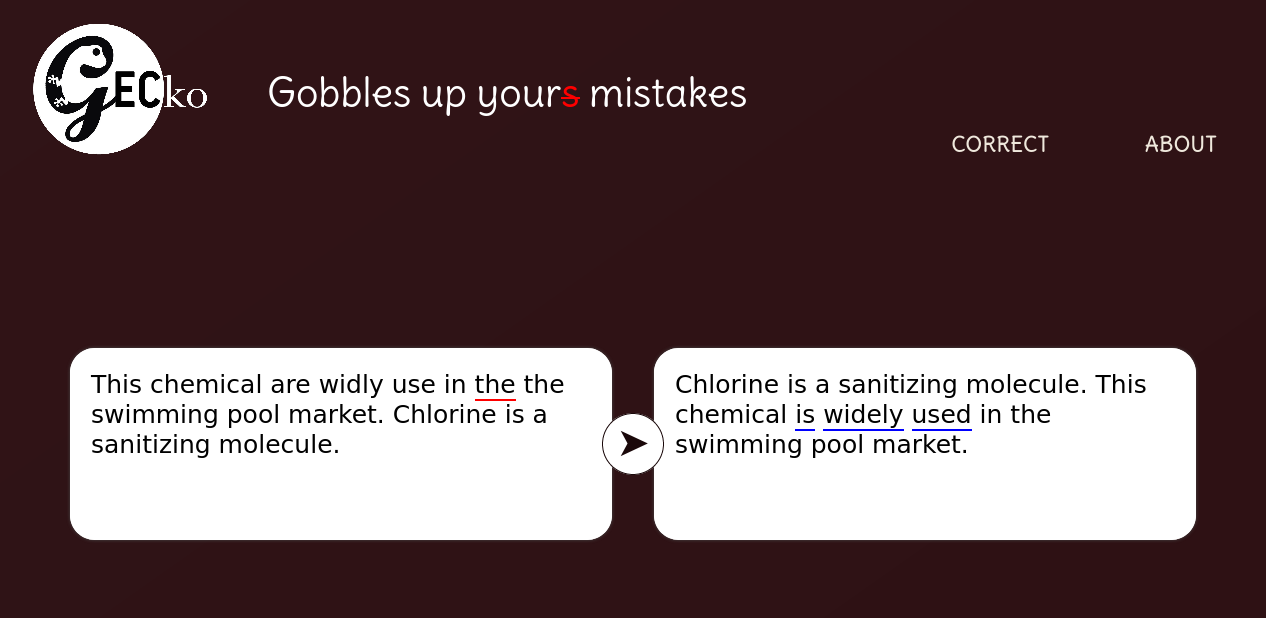 GECko
Gobbles up yours mistakes
CORRECT ABOUT
This chemical are widly use in the the
swimming pool market. Chlorine is a
sanitizing molecule.
Chlorine is a sanitizing molecule. This
chemical is widely used in the
swimming pool market.